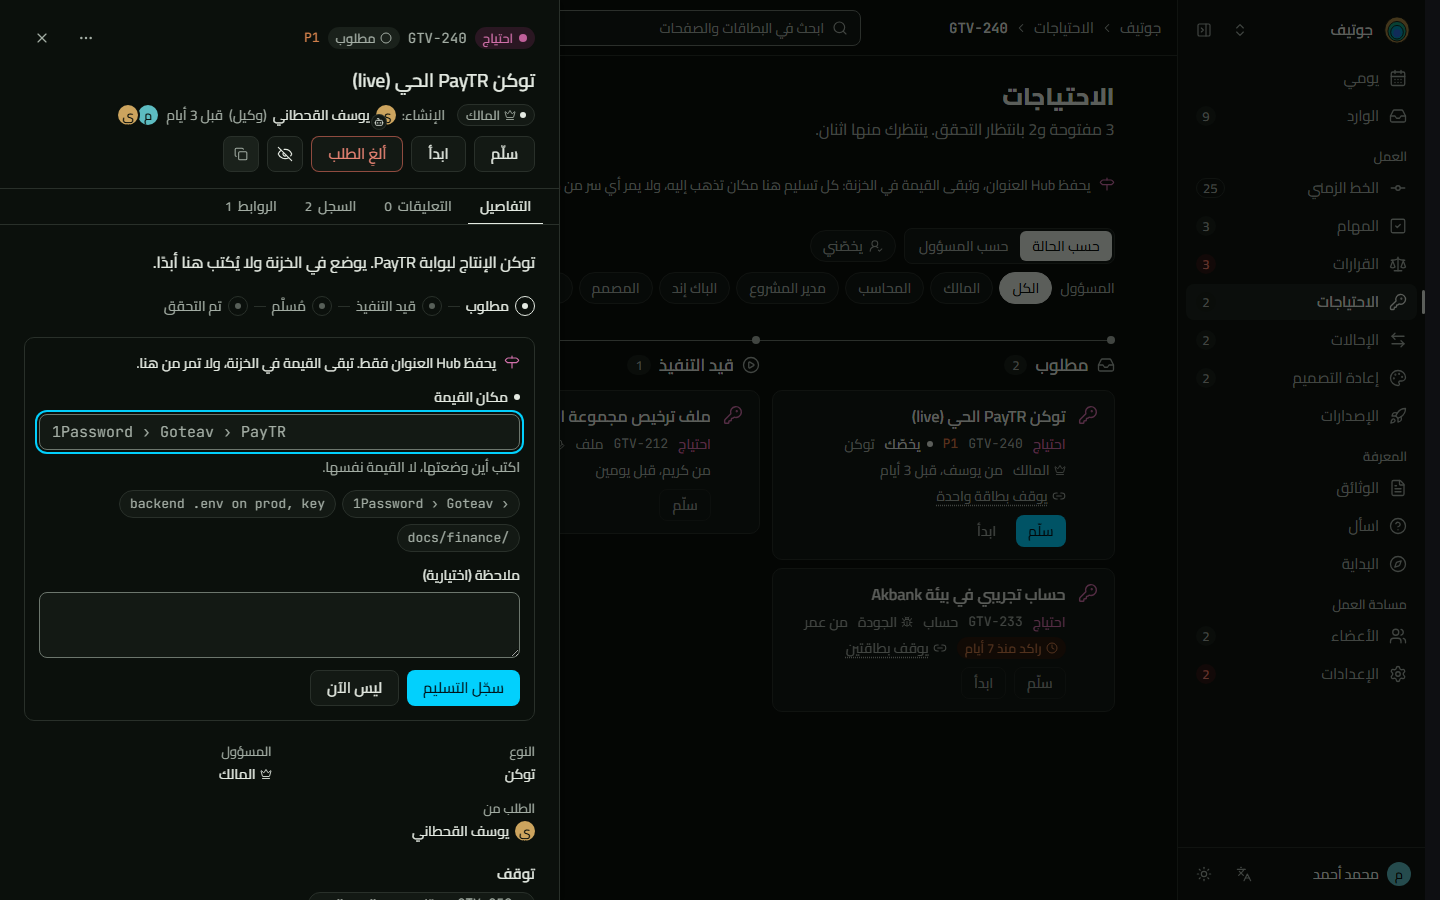 جوتيف
يومي
الوارد 9
العمل
الخط الزمني 25
المهام 3
القرارات 3
الاحتياجات 2
الإحالات 2
إعادة التصميم 2
الإصدارات
المعرفة
الوثائق
اسأل
البداية
مساحة العمل
الأعضاء 2
الإعدادات 2
م محمد أحمد
جوتيف › الاحتياجات › GTV-240
ابحث في البطاقات والصفحات
الاحتياجات
3 مفتوحة و2 بانتظار التحقق. ينتظرك منها اثنان.
يحفظ Hub العنوان، وتبقى القيمة في الخزنة: كل تسليم هنا مكان تذهب إليه، ولا يمر أي سر من
حسب الحالة حسب المسؤول يخصّني
المسؤول الكل المالك المحاسب مدير المشروع الباك إند المصمم
مطلوب 2
توكن PayTR الحي (live)
احتياج GTV-240 P1 يخصّك توكن
المالك من يوسف، قبل 3 أيام
يوقف بطاقة واحدة
سلّم ابدأ
حساب تجريبي في بيئة Akbank
احتياج GTV-233 حساب الجودة من عمر
راكد منذ 7 أيام يوقف بطاقتين
سلّم ابدأ
قيد التنفيذ 1
ملف ترخيص مجموعة
احتياج GTV-212 ملف
من كريم، قبل يومين
سلّم
احتياج GTV-240 مطلوب P1
توكن PayTR الحي (live)
المالك الإنشاء: ي يوسف القحطاني (وكيل) قبل 3 أيام م ي
سلّم ابدأ ألغِ الطلب
التفاصيل التعليقات 0 السجل 2 الروابط 1
توكن الإنتاج لبوابة PayTR. يوضع في الخزنة ولا يُكتب هنا أبدًا.
مطلوب قيد التنفيذ مُسلَّم تم التحقق
يحفظ Hub العنوان فقط. تبقى القيمة في الخزنة، ولا تمر من هنا.
مكان القيمة
1Password › Goteav › PayTR
اكتب أين وضعتها، لا القيمة نفسها.
1Password › Goteav › backend .env on prod, key
docs/finance/
ملاحظة (اختيارية)
سجّل التسليم ليس الآن
النوع المسؤول
توكن المالك
الطلب من
ي يوسف القحطاني
توقف